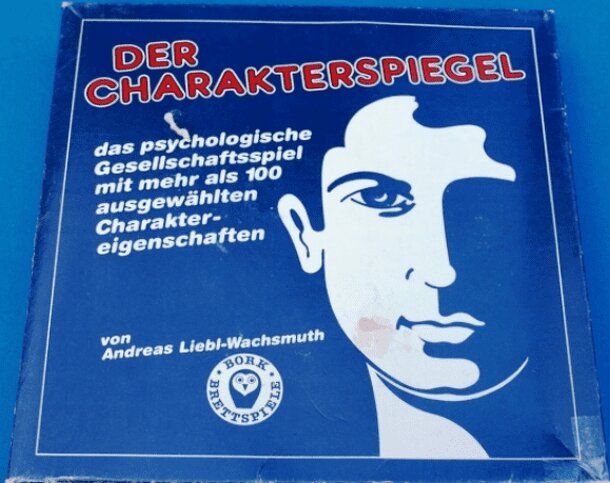 DER
CHARAKTERSPIEGEL
das psychologische
Gesellschaftsspiel
mit mehr als 100
ausgewählten
Charakter-
eigenschaften
von
Andreas Liebl-Wachsmuth
· BORK ·
BRETTSPIELE